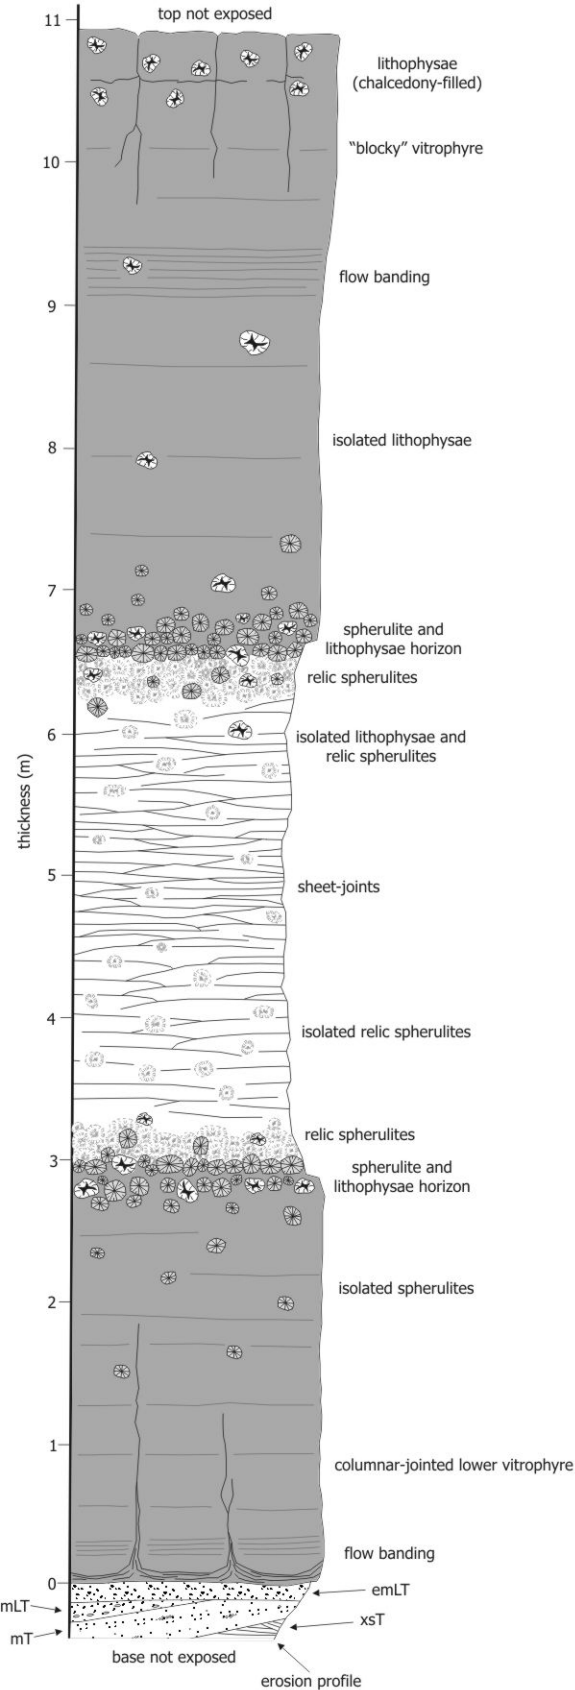 top not exposed
11
lithophysae
(chalcedony-filled)
"blocky" vitrophyre
10
flow banding
9
isolated lithophysae
8
7
spherulite and
lithophysae horizon
relic spherulites
isolated lithophysae and
relic spherulites
6
thickness (m)
5
sheet-joints
4
isolated relic spherulites
relic spherulites
3
spherulite and
lithophysae horizon
isolated spherulites
2
1
columnar-jointed lower vitrophyre
flow banding
0
emLT
mLT
xsT
mT
base not exposed
erosion profile